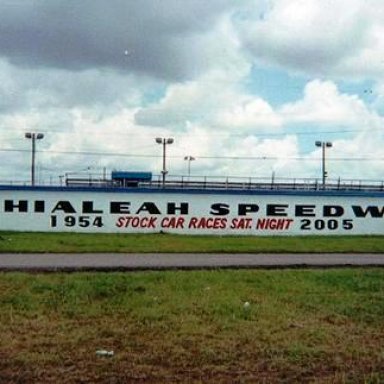 HIALEAH SPEEDW
1954 STOCK CAR RACES SAT. NIGHT 2005